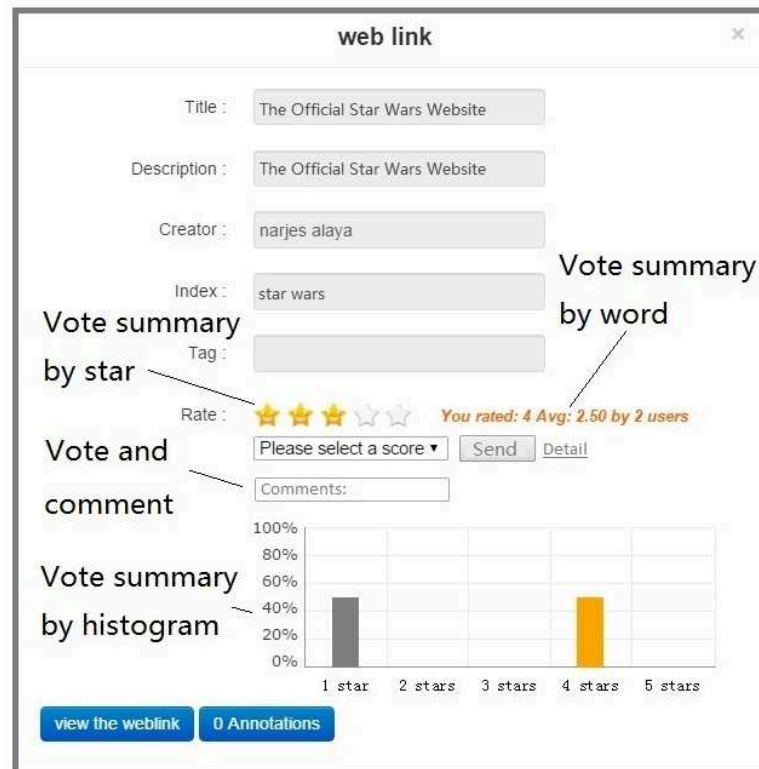 web link
×
Title :
The Official Star Wars Website
Description :
The Official Star Wars Website
Creator :
narjes alaya
Vote summary
by word
Index :
star wars
Vote summary
by star
Tag :
Rate :
You rated: 4 Avg: 2.50 by 2 users
Vote and
comment
Please select a score
Send
Detail
Comments:
Vote summary
by histogram
100%
80%
60%
40%
20%
0%
1 star 2 stars 3 stars 4 stars 5 stars
view the weblink
0 Annotations